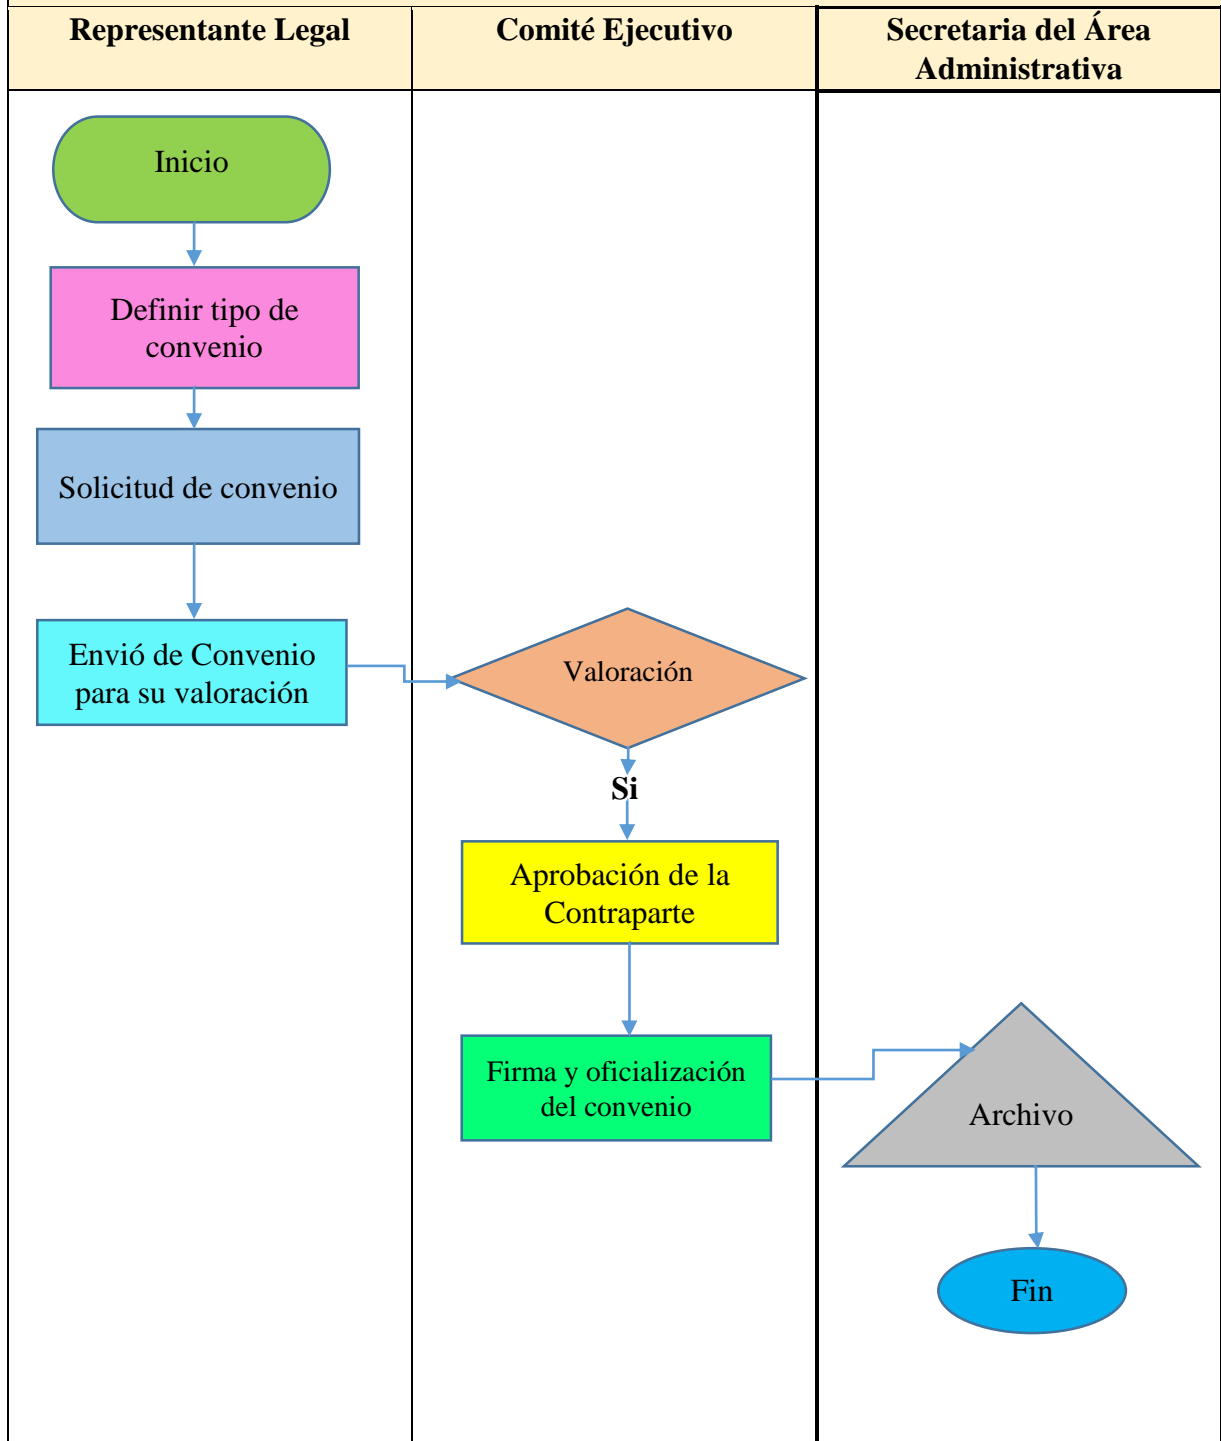 Representante Legal
Comité Ejecutivo
Secretaria del Área
Administrativa
Inicio
Definir tipo de
convenio
Solicitud de convenio
Envió de Convenio
para su valoración
Valoración
Si
Aprobación de la
Contraparte
Firma y oficialización
del convenio
Archivo
Fin